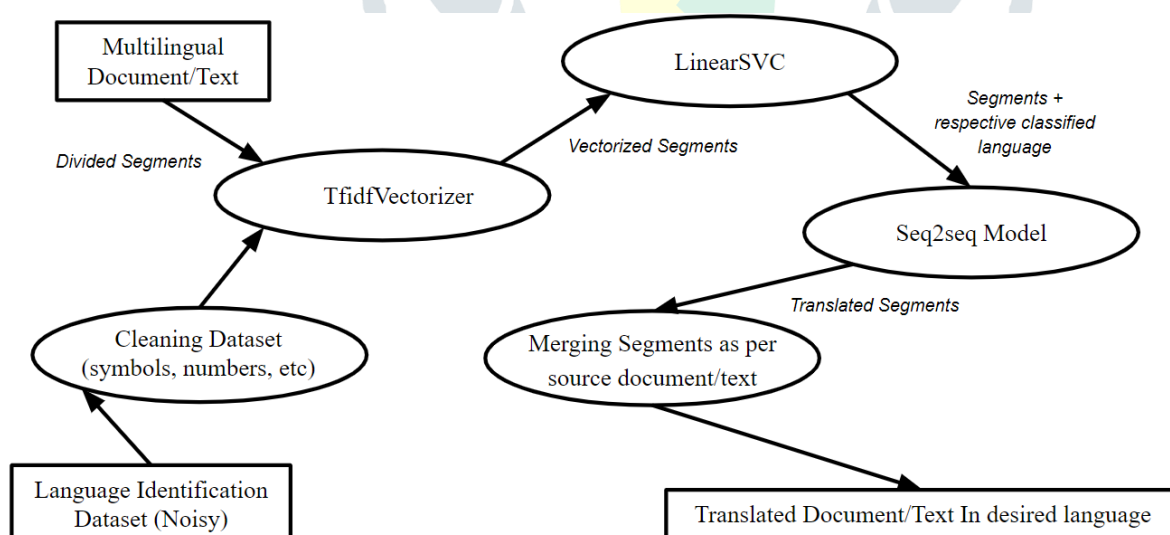 Multilingual
Document/Text
LinearSVC
Segments +
respective classified
language
Divided Segments
Vectorized Segments
TfidfVectorizer
Seq2seq Model
Translated Segments
Cleaning Dataset
(symbols, numbers, etc)
Merging Segments as per
source document/text
Language Identification
Dataset (Noisy)
Translated Document/Text In desired language